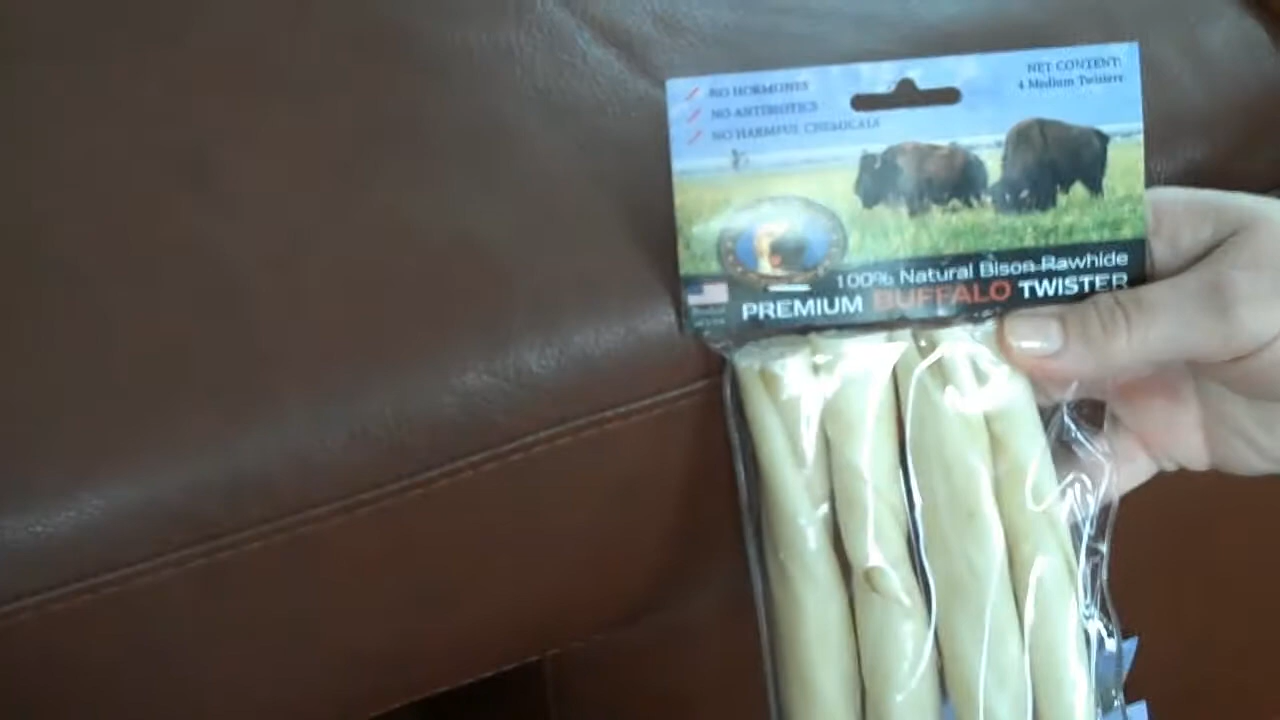 NO HORMONES
NO ANTIBIOTICS
NO HARMFUL CHEMICALS
NET CONTENT:
4 Medium Twisters
100% Natural Bison Rawhide
PREMIUM BUFFALO TWISTER